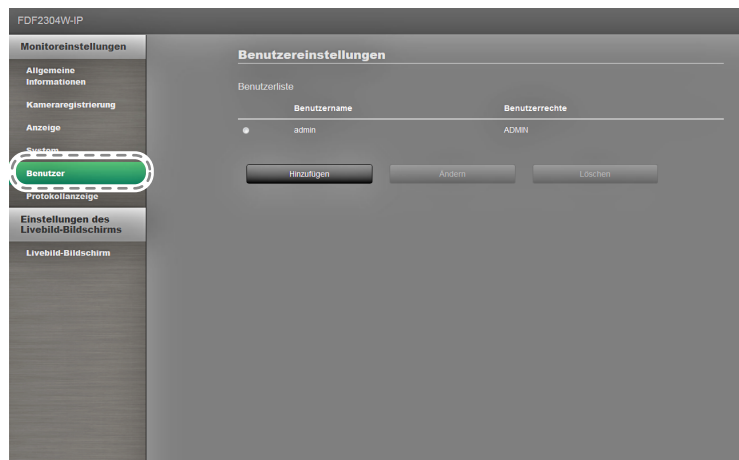 FDF2304W-IP
Monitoreinstellungen
Allgemeine
Informationen
Kameraregistrierung
Anzeige
System
Benutzer
Protokollanzeige
Einstellungen des
Livebild-Bildschirms
Livebild-Bildschirm
Benutzereinstellungen
Benutzerliste
Benutzername Benutzerrechte
admin ADMIN
Hinzufügen Ändern Löschen